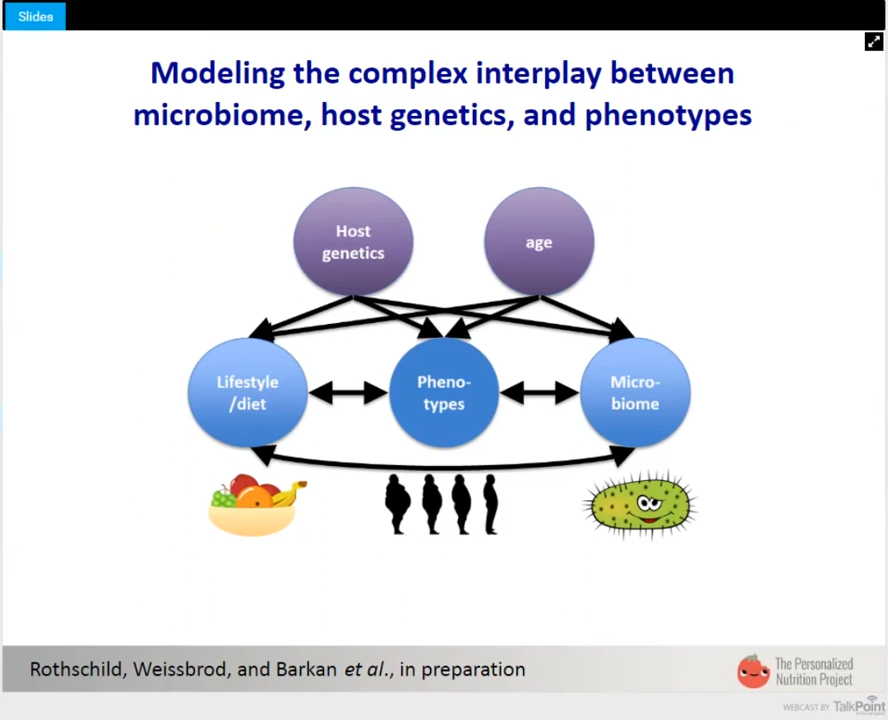 Slides
Modeling the complex interplay between
microbiome, host genetics, and phenotypes
Host
genetics
age
Lifestyle
/diet
Pheno-
types
Micro-
biome
Rothschild, Weissbrod, and Barkan et al., in preparation
The Personalized
Nutrition Project
WEBCAST BY TalkPoint